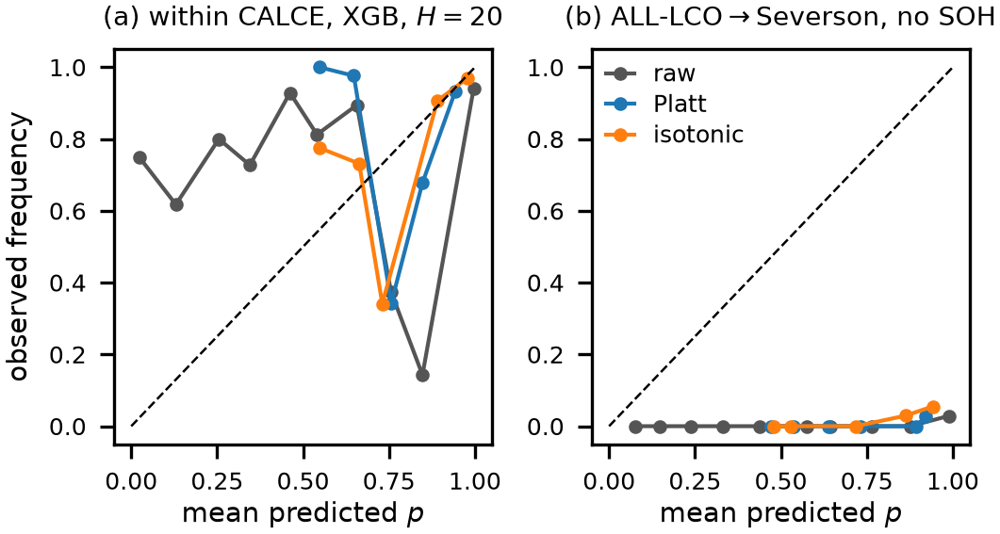 (a) within CALCE, XGB, H = 20
observed frequency
1.0
0.8
0.6
0.4
0.2
0.0
0.00 0.25 0.50 0.75 1.00
mean predicted p
(b) ALL-LCO→Severson, no SOH
raw
Platt
isotonic
1.0
0.8
0.6
0.4
0.2
0.0
0.00 0.25 0.50 0.75 1.00
mean predicted p